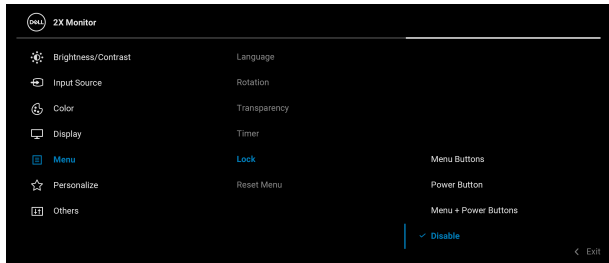 DELL 2X Monitor
Brightness/Contrast
Language
Input Source
Rotation
Color
Transparency
Display
Timer
Menu
Lock
Menu Buttons
Personalize
Reset Menu
Power Button
Others
Menu + Power Buttons
Disable
Exit